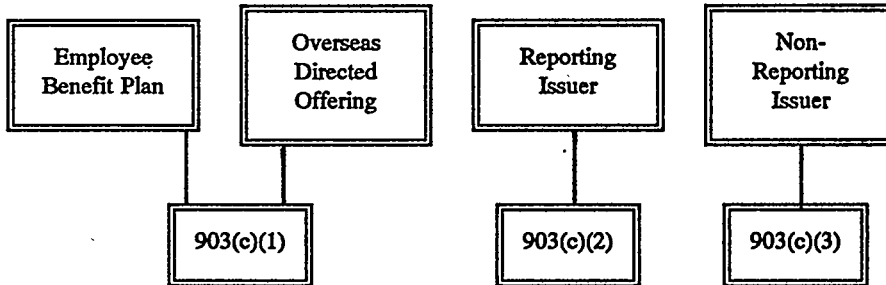 Employee
Benefit Plan
Overseas
Directed
Offering
Reporting
Issuer
Non-
Reporting
Issuer
903(c)(1)
903(c)(2)
903(c)(3)